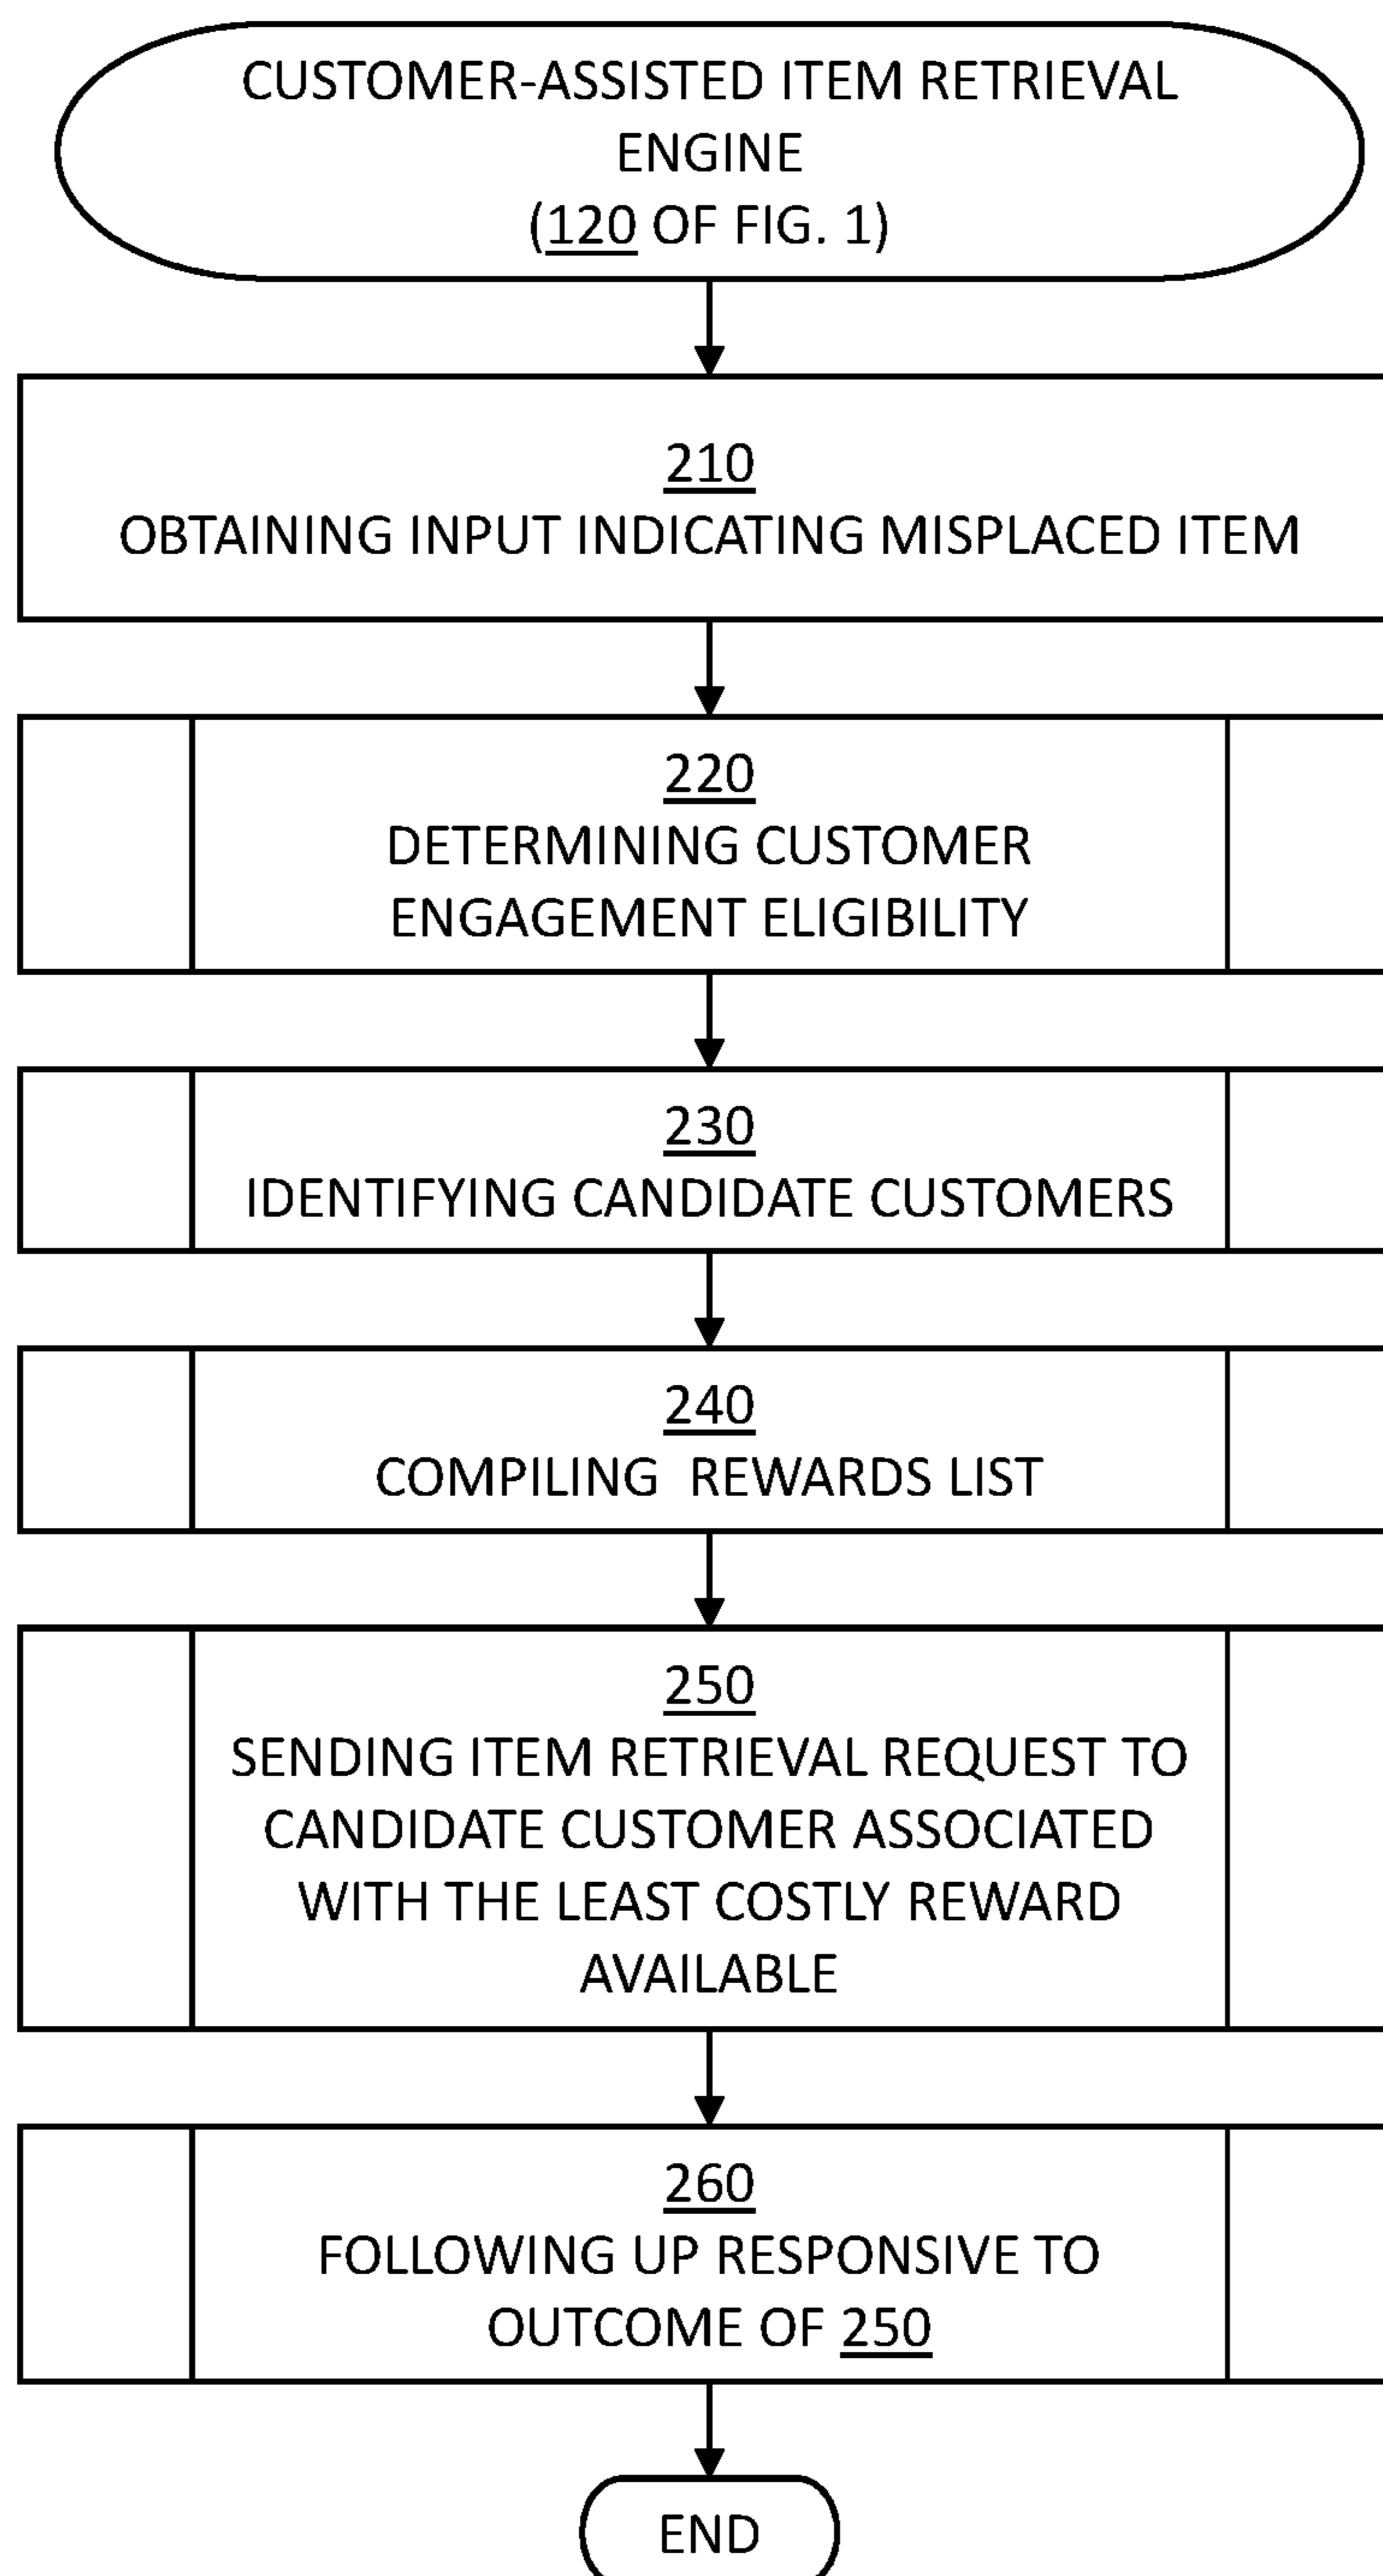 CUSTOMER-ASSISTED ITEM RETRIEVAL
ENGINE
(120 OF FIG. 1)
210
OBTAINING INPUT INDICATING MISPLACED ITEM
220
DETERMINING CUSTOMER
ENGAGEMENT ELIGIBILITY
230
IDENTIFYING CANDIDATE CUSTOMERS
240
COMPILING REWARDS LIST
250
SENDING ITEM RETRIEVAL REQUEST TO
CANDIDATE CUSTOMER ASSOCIATED
WITH THE LEAST COSTLY REWARD
AVAILABLE
260
FOLLOWING UP RESPONSIVE TO
OUTCOME OF 250
END